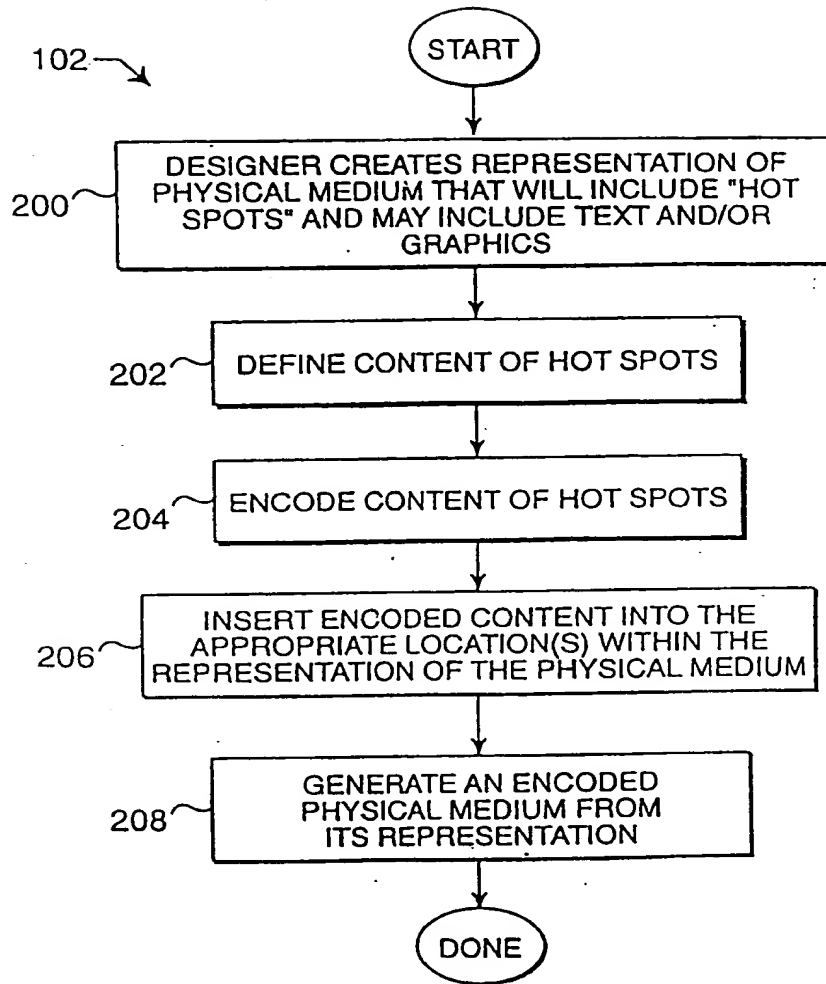 START
102
DESIGNER CREATES REPRESENTATION OF
PHYSICAL MEDIUM THAT WILL INCLUDE "HOT
SPOTS" AND MAY INCLUDE TEXT AND/OR
GRAPHICS
200
202
DEFINE CONTENT OF HOT SPOTS
204
ENCODE CONTENT OF HOT SPOTS
206
INSERT ENCODED CONTENT INTO THE
APPROPRIATE LOCATION(S) WITHIN THE
REPRESENTATION OF THE PHYSICAL MEDIUM
208
GENERATE AN ENCODED
PHYSICAL MEDIUM FROM
ITS REPRESENTATION
DONE